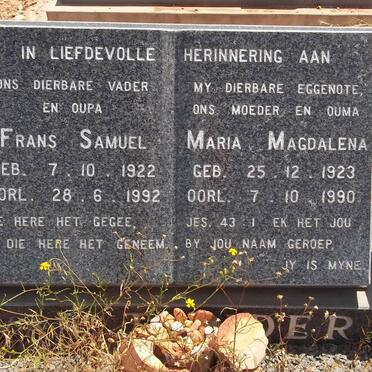 IN LIEFDEVOLLE HERINNERING AAN
ONS DIERBARE VADER
EN OUPA
FRANS SAMUEL
GEB. 7 · 10 · 1922
OORL. 28 · 6 · 1992
HERE HET GEGEE,
DIE HERE HET GENEEM.
MY DIERBARE EGGENOTE,
ONS MOEDER EN OUMA
MARIA MAGDALENA
GEB. 25 · 12 · 1923
OORL. 7 · 10 · 1990
JES. 43 : 1 EK HET JOU
BY JOU NAAM GEROEP,
JY IS MYNE
DER